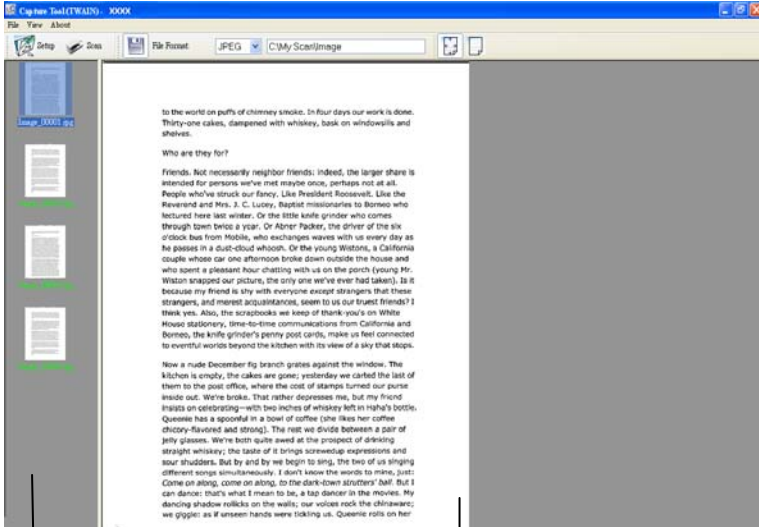 Capture Tool(TWAIN) - XXXX
File View About
Setup Scan File Format JPEG C:\My Scan\Image
Image_00001.jpg
to the world on puffs of chimney smoke. In four days our work is done.
Thirty-one cakes, dampened with whiskey, bask on windowsills and
shelves.
Who are they for?
Friends. Not necessarily neighbor friends: indeed, the larger share is
intended for persons we've met maybe once, perhaps not at all.
People who've struck our fancy. Like President Roosevelt. Like the
Reverend and Mrs. J. C. Lucey, Baptist missionaries to Borneo who
lectured here last winter. Or the little knife grinder who comes
through town twice a year. Or Abner Packer, the driver of the six
o'clock bus from Mobile, who exchanges waves with us every day as
he passes in a dust-cloud whoosh. Or the young Wistons, a California
couple whose car one afternoon broke down outside the house and
who spent a pleasant hour chatting with us on the porch (young Mr.
Wiston snapped our picture, the only one we've ever had taken). Is it
because my friend is shy with everyone except strangers that these
strangers, and merest acquaintances, seem to us our truest friends? I
think yes. Also, the scrapbooks we keep of thank-you's on White
House stationery, time-to-time communications from California and
Borneo, the knife grinder's penny post cards, make us feel connected
to eventful worlds beyond the kitchen with its view of a sky that stops.
Now a nude December fig branch grates against the window. The
kitchen is empty, the cakes are gone; yesterday we carted the last of
them to the post office, where the cost of stamps turned our purse
inside out. We're broke. That rather depresses me, but my friend
insists on celebrating—with two inches of whiskey left in Haha's bottle.
Queenie has a spoonful in a bowl of coffee (she likes her coffee
chicory-flavored and strong). The rest we divide between a pair of
jelly glasses. We're both quite awed at the prospect of drinking
straight whiskey; the taste of it brings screwedup expressions and
sour shudders. But by and by we begin to sing, the two of us singing
different songs simultaneously. I don't know the words to mine, just:
Come on along, come on along, to the dark-town strutters' ball. But I
can dance: that's what I mean to be, a tap dancer in the movies. My
dancing shadow rollicks on the walls; our voices rock the chinaware;
we giggle: as if unseen hands were tickling us. Queenie rolls on her